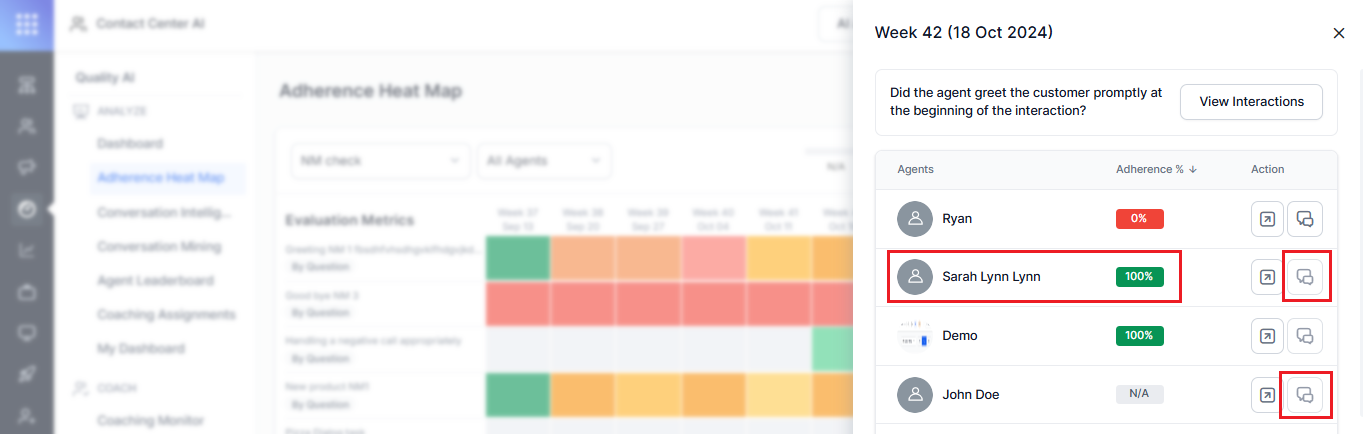 Contact Center AI
AI
Quality AI
ANALYZE
Dashboard
Adherence Heat Map
Conversation Intellig...
Conversation Mining
Agent Leaderboard
Coaching Assignments
My Dashboard
COACH
Coaching Monitor
Adherence Heat Map
NM check
All Agents
N/A
Evaluation Metrics
Week 37
Week 38
Week 39
Week 40
Week 41
Sep 13
Sep 20
Sep 27
Oct 04
Oct 11
By Question
Good bye NM 2
By Question
Handling a negative call appropriately
By Question
New product NM1
By Question
Week 42 (18 Oct 2024)
Did the agent greet the customer promptly at
the beginning of the interaction?
View Interactions
Agents
Adherence % ↓
Action
Ryan
0%
Sarah Lynn Lynn
100%
Demo
100%
John Doe
N/A